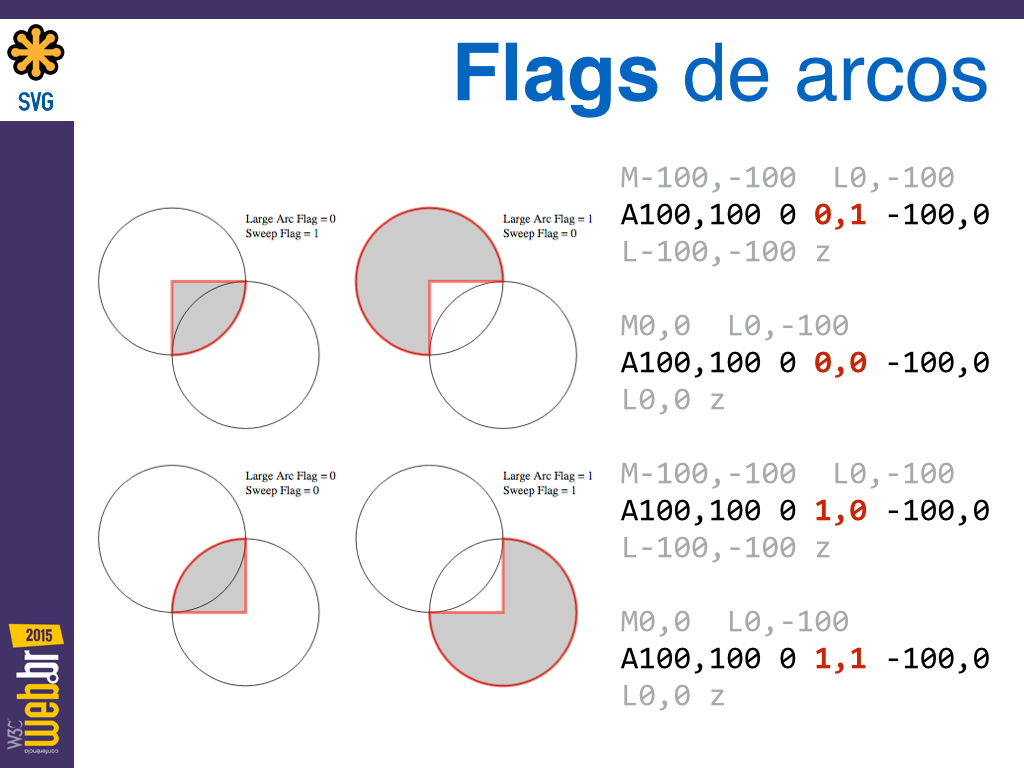 SVG
Flags de arcos
Large Arc Flag = 0
Sweep Flag = 1
Large Arc Flag = 1
Sweep Flag = 0
Large Arc Flag = 0
Sweep Flag = 0
Large Arc Flag = 1
Sweep Flag = 1
M-100,-100  L0,-100
A100,100 0 0,1 -100,0
L-100,-100 z
M0,0  L0,-100
A100,100 0 0,0 -100,0
L0,0 z
M-100,-100  L0,-100
A100,100 0 1,0 -100,0
L-100,-100 z
M0,0  L0,-100
A100,100 0 1,1 -100,0
L0,0 z
2015
W3C
conferência
web.br